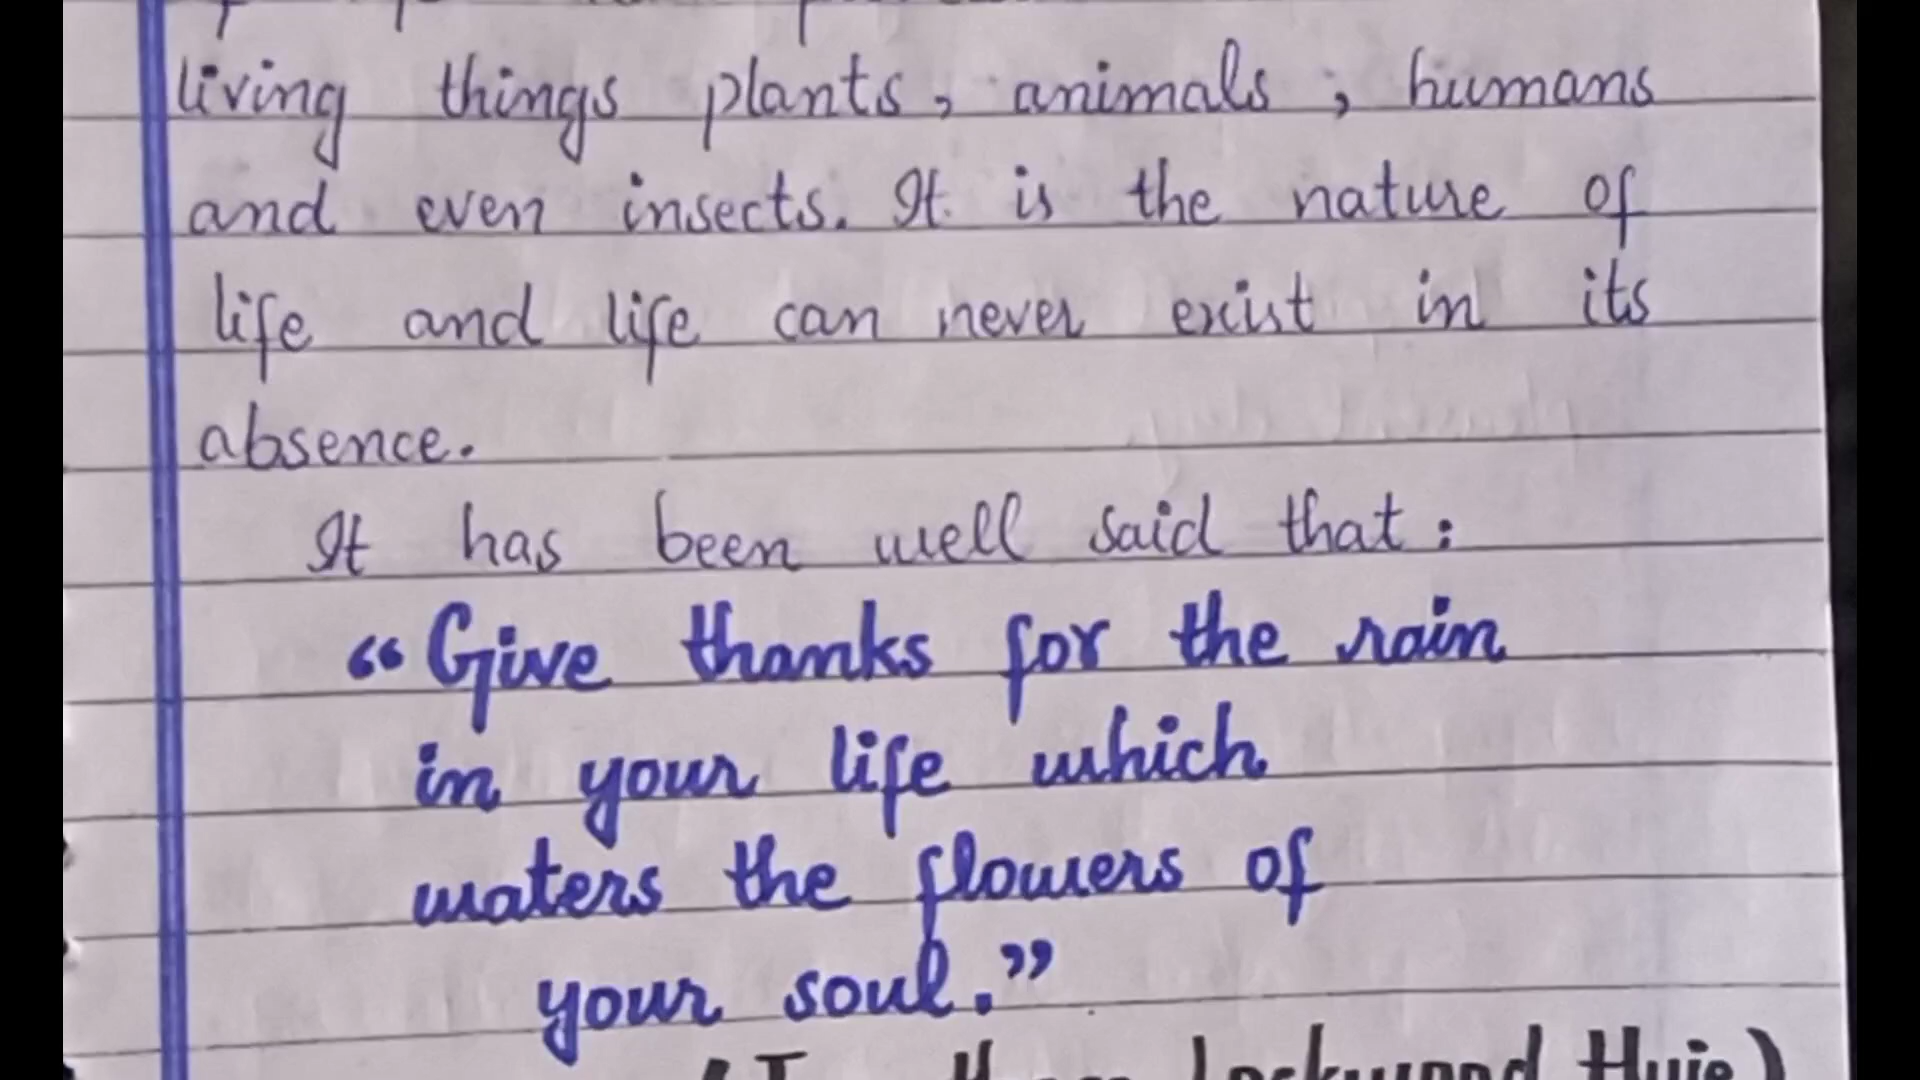 living things plants, animals, humans
and even insects. It is the nature of
life and life can never exist in its
absence.
It has been well said that:
"Give thanks for the rain
in your life which
waters the flowers of
your soul."
Lockwood Huie)